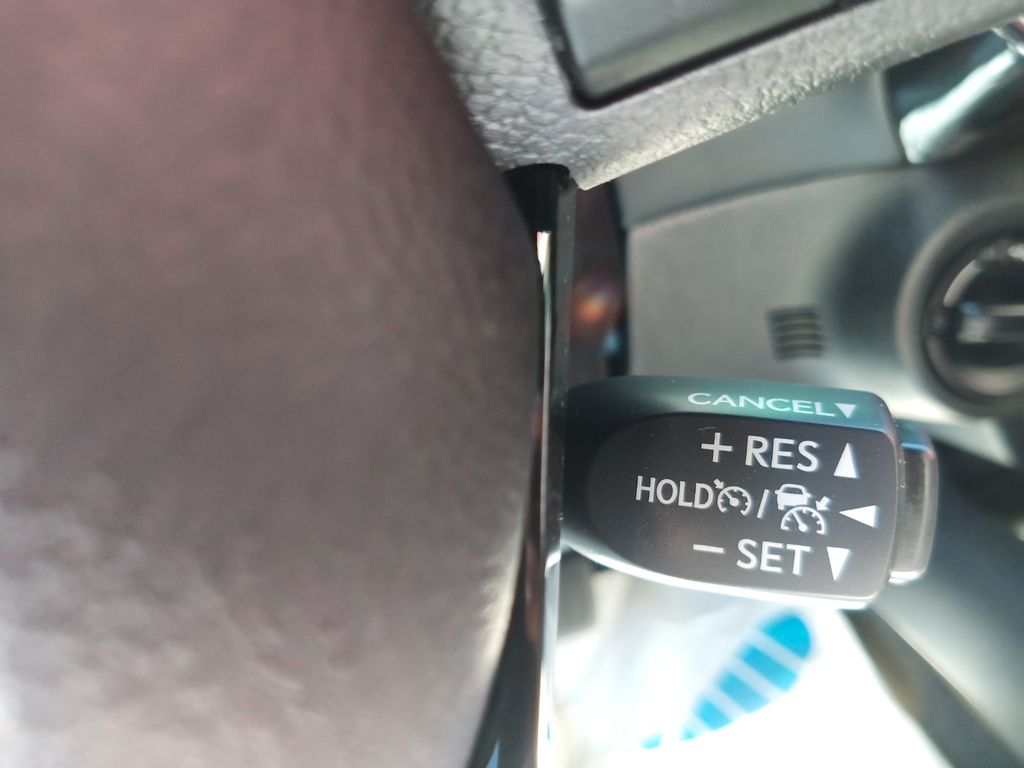 CANCEL▼
+ RES ▲
HOLD / ◀
− SET ▼